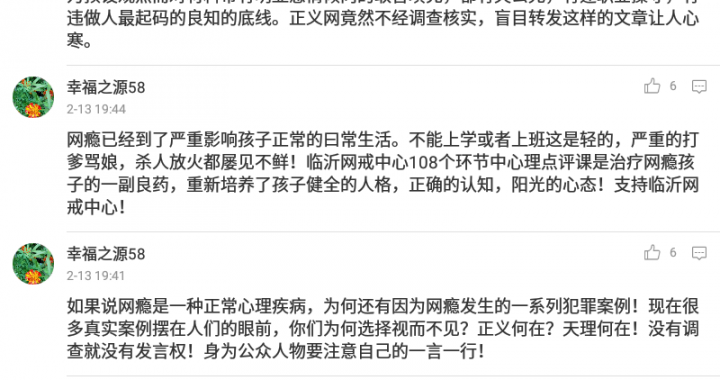 违做人最起码的良知的底线。正义网竟然不经调查核实，盲目转发这样的文章让人心
寒。
幸福之源58
6
2-13 19:44
网瘾已经到了严重影响孩子正常的日常生活。不能上学或者上班这是轻的，严重的打
爹骂娘，杀人放火都屡见不鲜！临沂网戒中心108个环节中心理点评课是治疗网瘾孩
子的一副良药，重新培养了孩子健全的人格，正确的认知，阳光的心态！支持临沂网
戒中心！
幸福之源58
6
2-13 19:41
如果说网瘾是一种正常心理疾病，为何还有因为网瘾发生的一系列犯罪案例！现在很
多真实案例摆在人们的眼前，你们为何选择视而不见？正义何在？天理何在！没有调
查就没有发言权！身为公众人物要注意自己的一言一行！